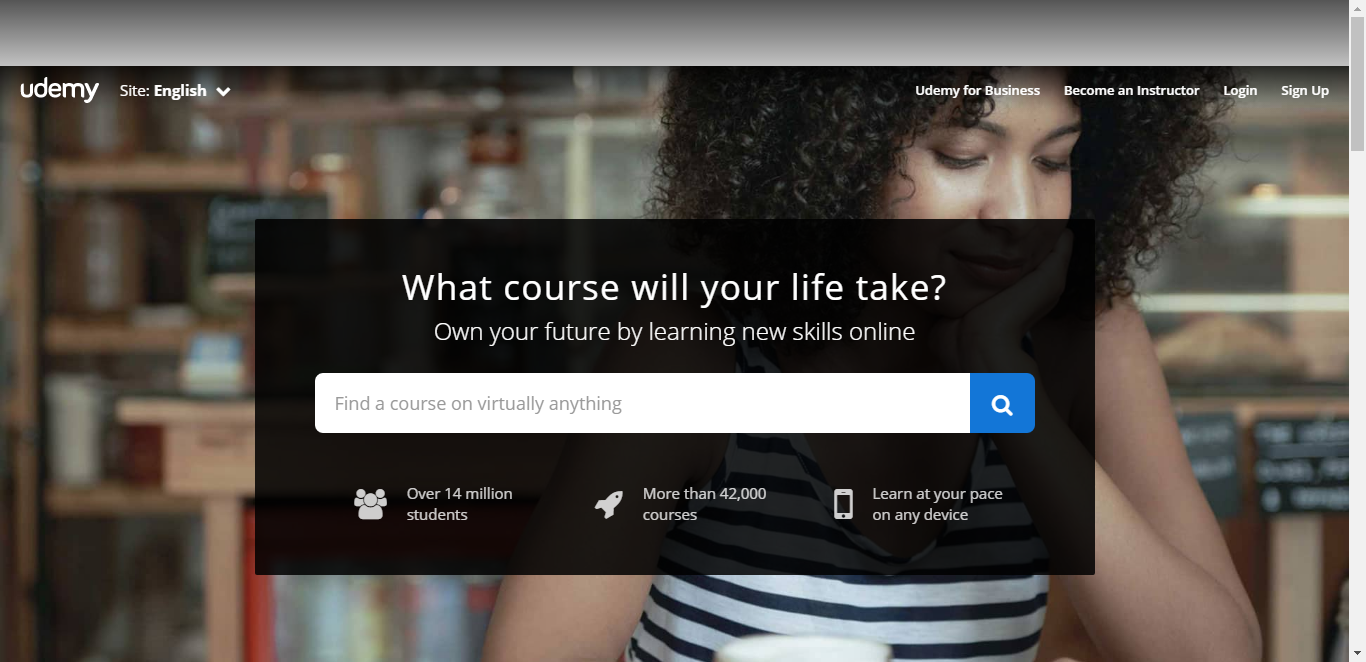 udemy Site: English Udemy for Business Become an Instructor Login Sign Up
What course will your life take?
Own your future by learning new skills online
Find a course on virtually anything
Over 14 million
students
More than 42,000
courses
Learn at your pace
on any device